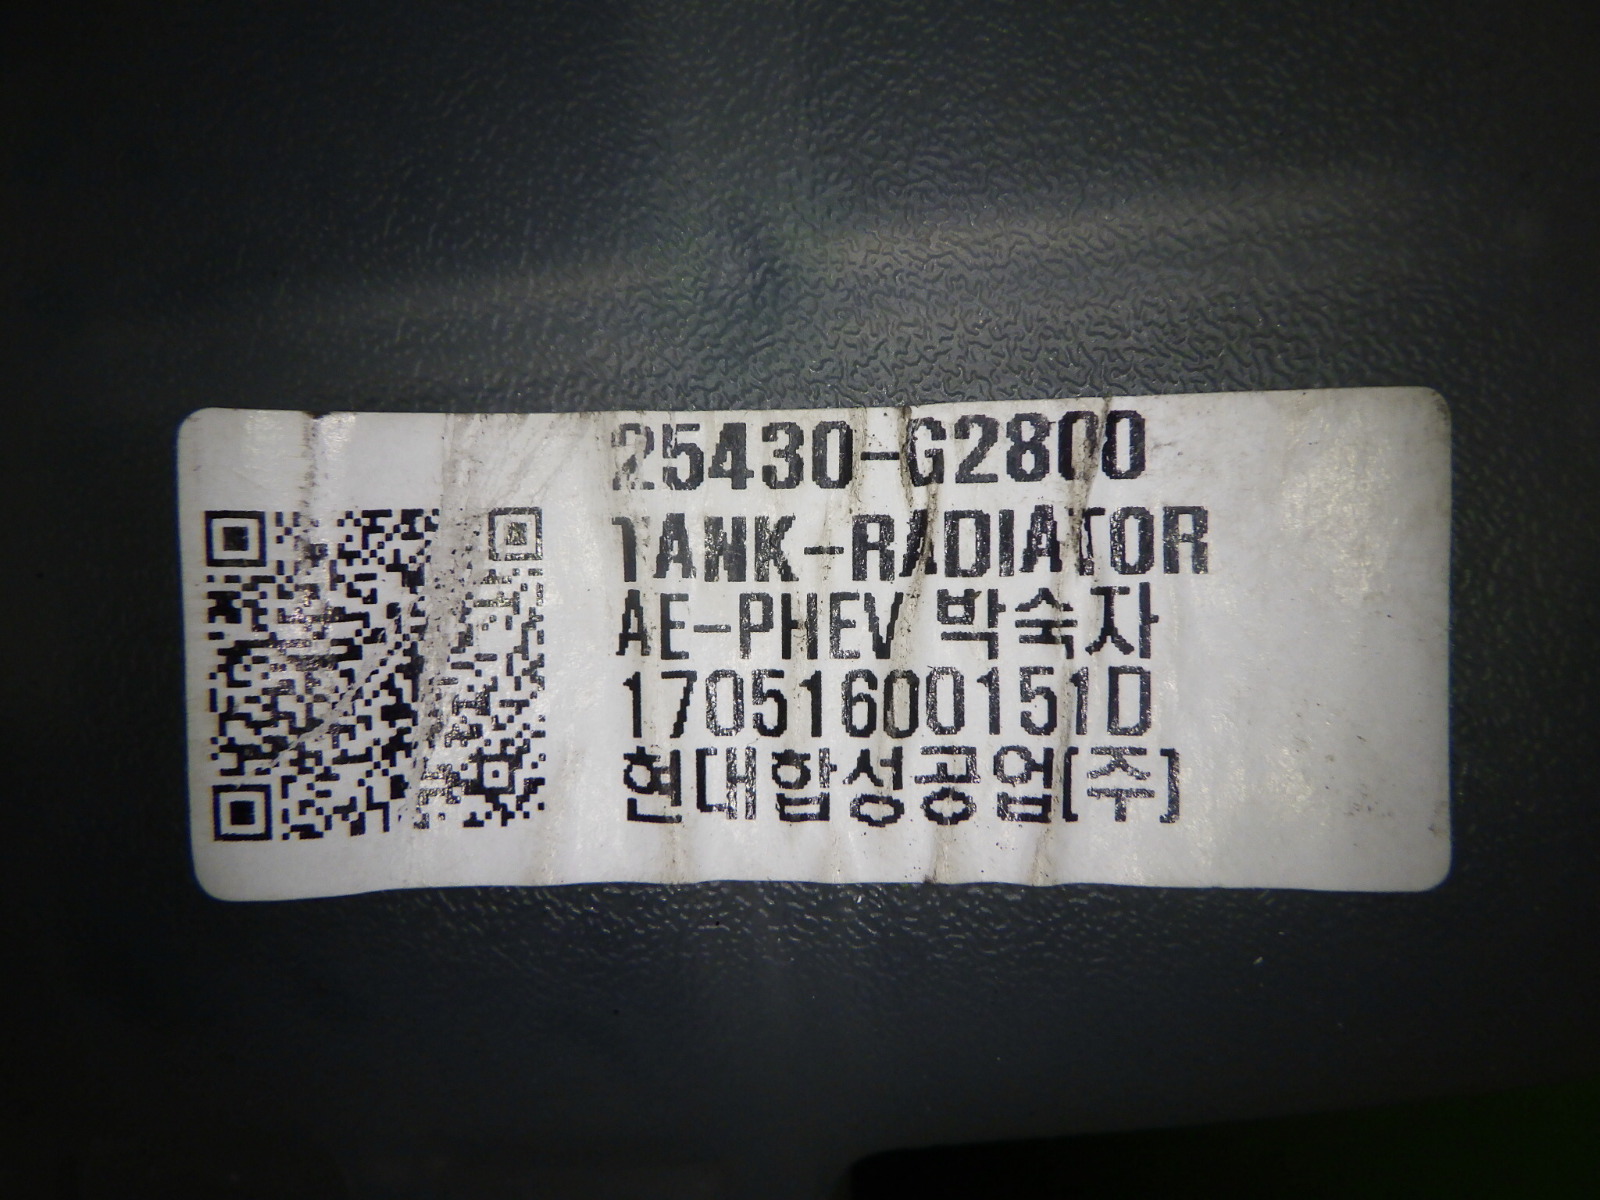 25430-G2800
TANK-RADIATOR
AE-PHEV 박숙자
17051600151D
현대합성공업[주]